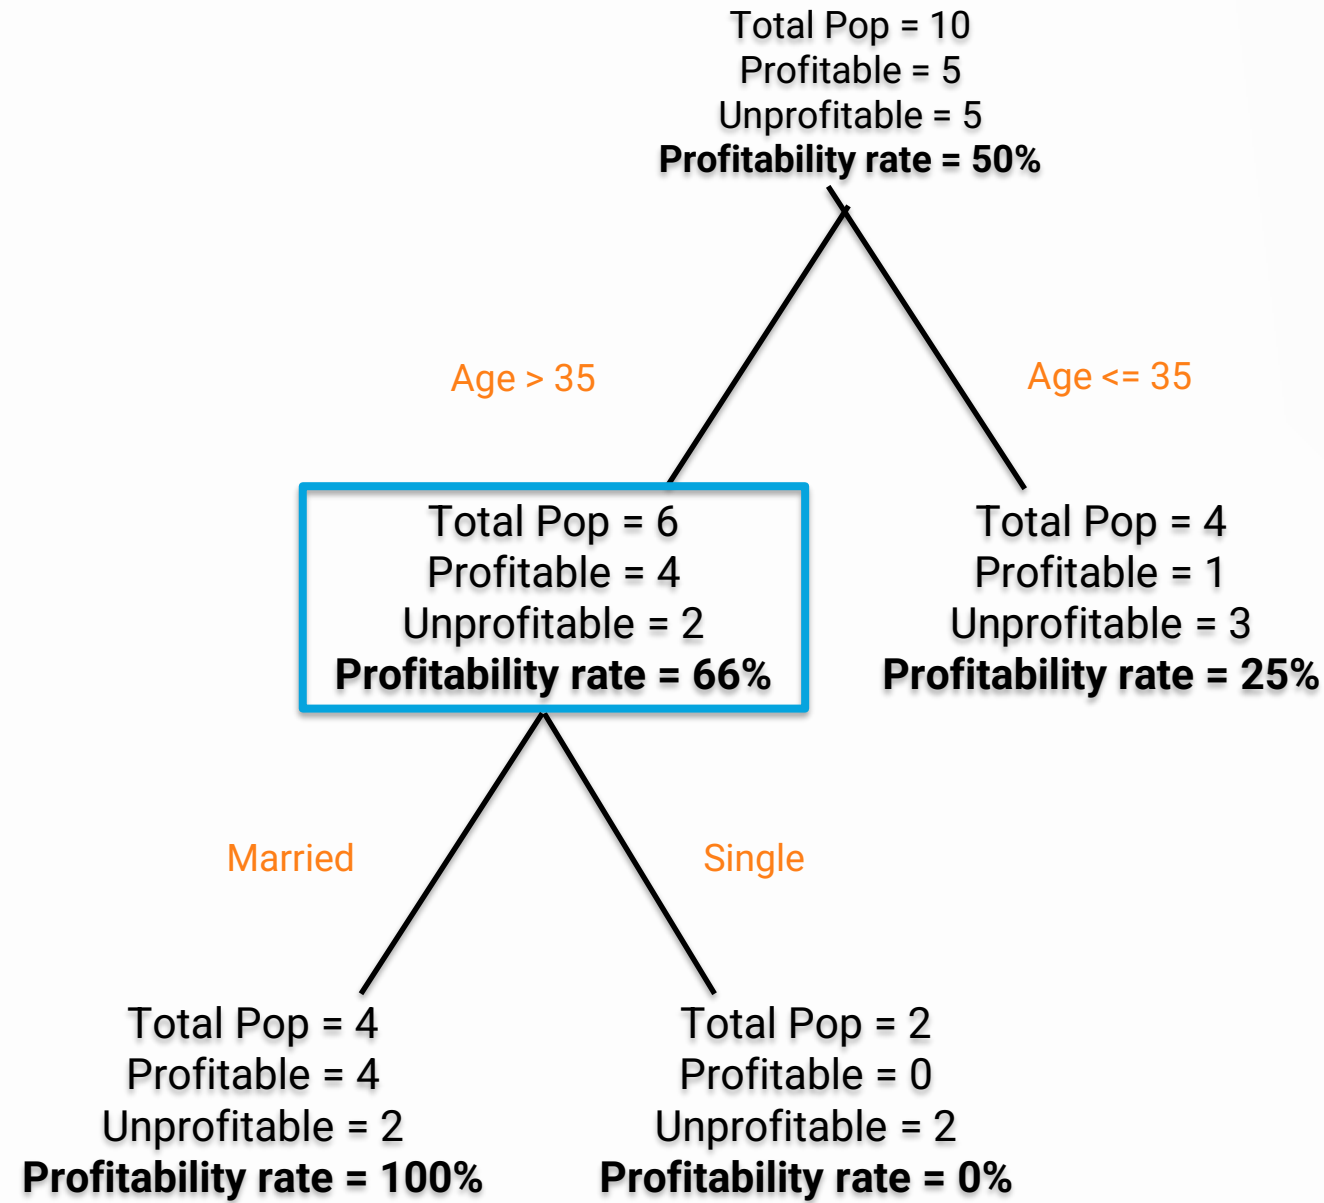 Total Pop = 10
Profitable = 5
Unprofitable = 5
Profitability rate = 50%
Age > 35
Age <= 35
Total Pop = 6
Profitable = 4
Unprofitable = 2
Profitability rate = 66%
Total Pop = 4
Profitable = 1
Unprofitable = 3
Profitability rate = 25%
Married
Single
Total Pop = 4
Profitable = 4
Unprofitable = 2
Profitability rate = 100%
Total Pop = 2
Profitable = 0
Unprofitable = 2
Profitability rate = 0%